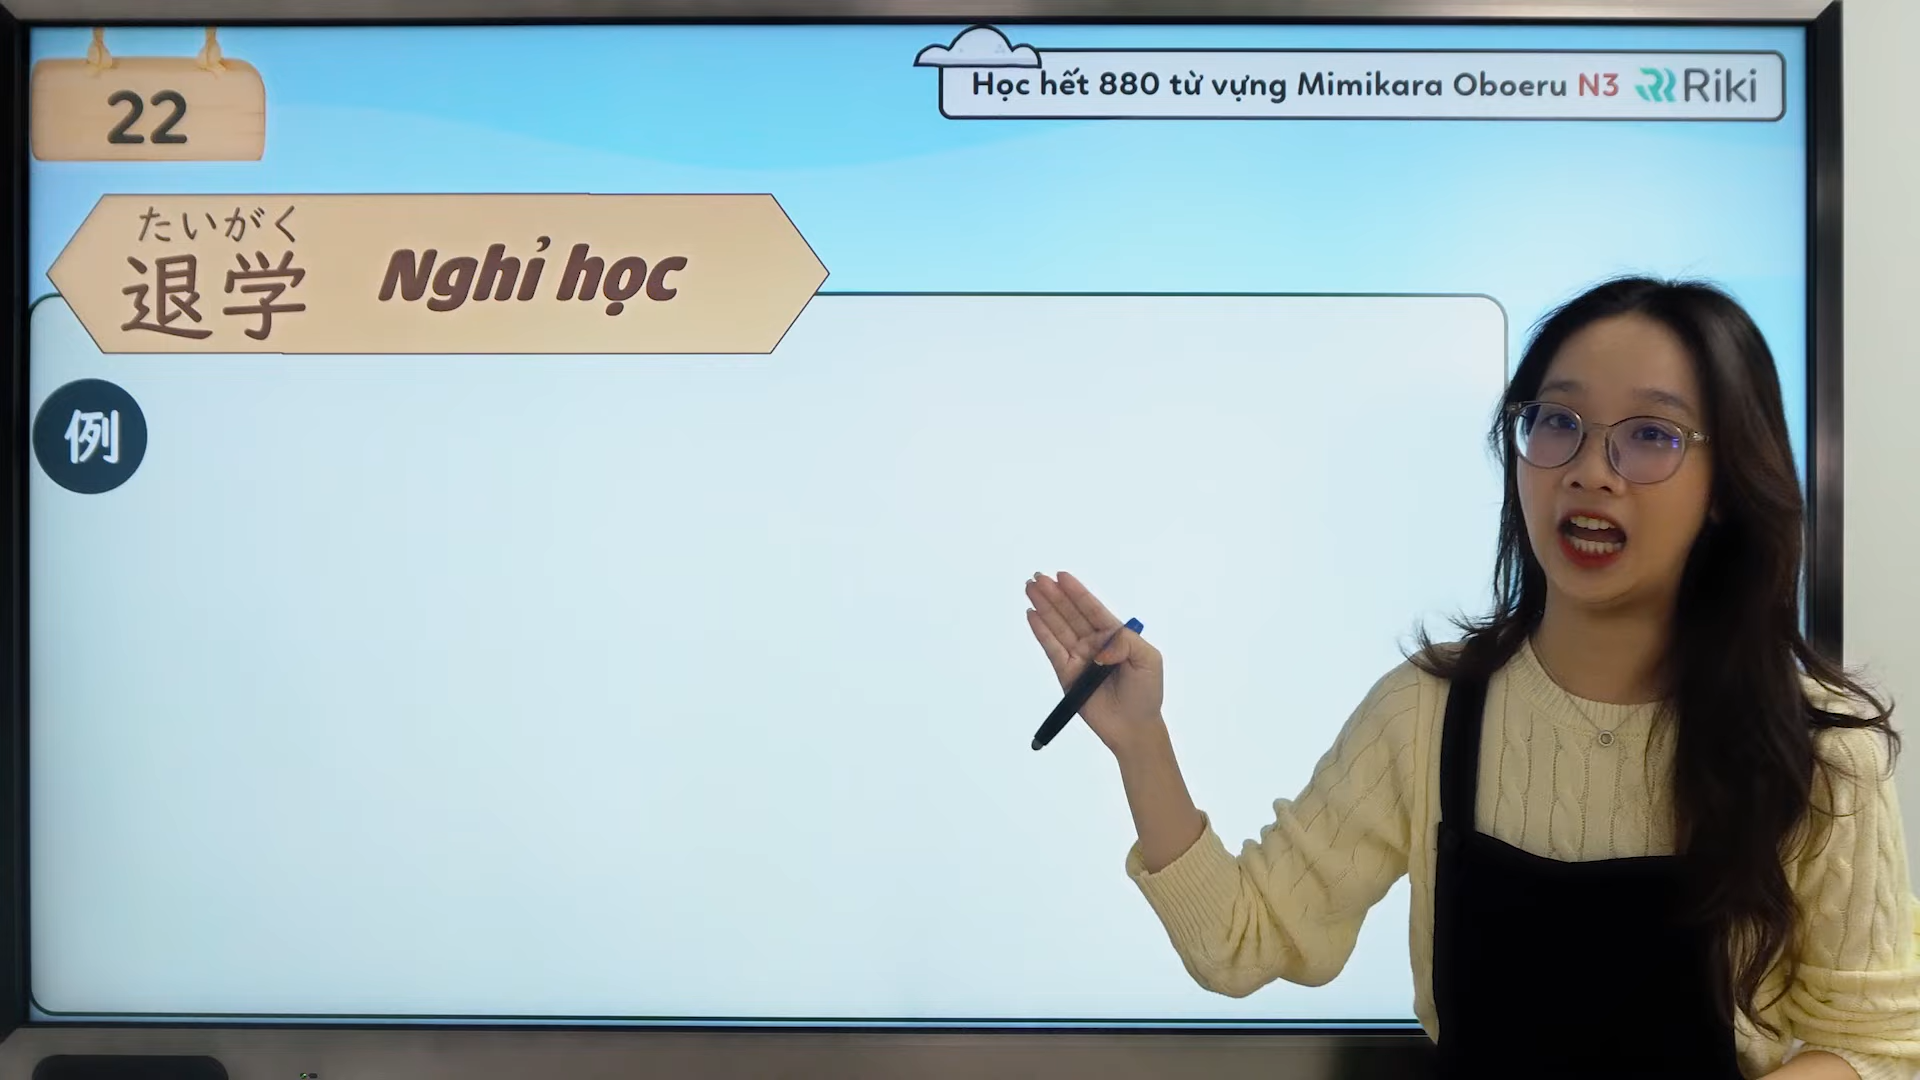 22
Học hết 880 từ vựng Mimikara Oboeru N3 Riki
たいがく
退学 Nghỉ học
例